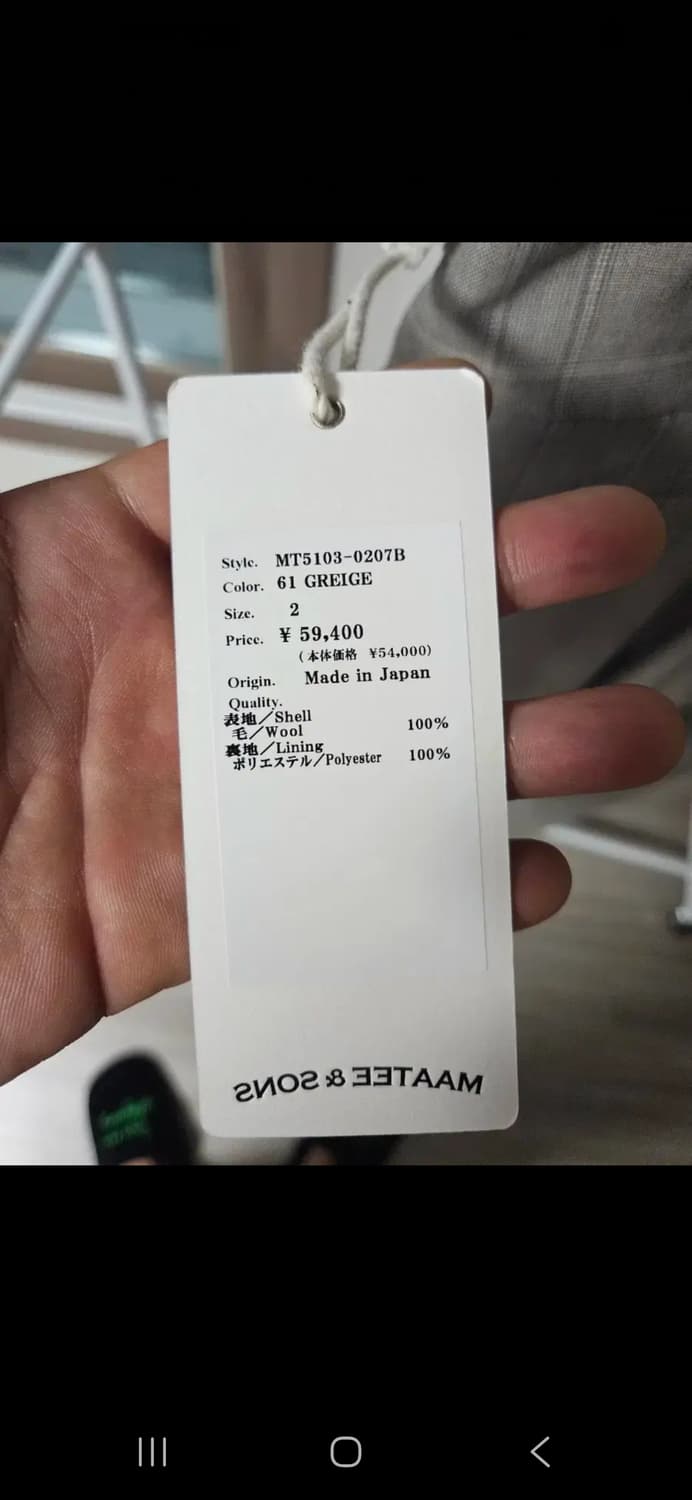 Style. MT5103-0207B
Color. 61 GREIGE
Size. 2
Price. ¥ 59,400
(本体価格 ¥54,000)
Origin. Made in Japan
Quality.
表地／Shell
毛／Wool 100%
裏地／Lining
ポリエステル／Polyester 100%
MAATEE & SONS